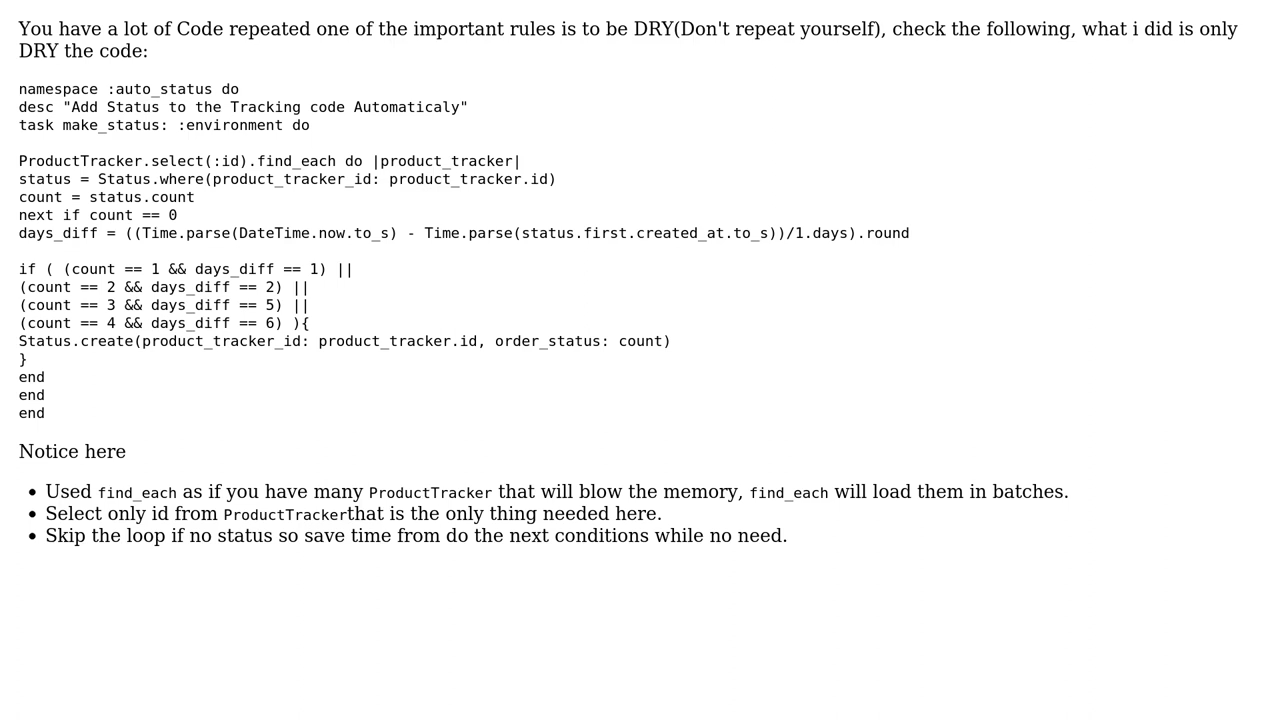 You have a lot of Code repeated one of the important rules is to be DRY(Don't repeat yourself), check the following, what i did is only
DRY the code:
namespace :auto_status do
desc "Add Status to the Tracking code Automaticaly"
task make_status: :environment do
ProductTracker.select(:id).find_each do |product_tracker|
status = Status.where(product_tracker_id: product_tracker.id)
count = status.count
next if count == 0
days_diff = ((Time.parse(DateTime.now.to_s) - Time.parse(status.first.created_at.to_s))/1.days).round
if ( (count == 1 && days_diff == 1) ||
(count == 2 && days_diff == 2) ||
(count == 3 && days_diff == 5) ||
(count == 4 && days_diff == 6) ){
Status.create(product_tracker_id: product_tracker.id, order_status: count)
}
end
end
end
Notice here
• Used find_each as if you have many ProductTracker that will blow the memory, find_each will load them in batches.
• Select only id from ProductTrackerthat is the only thing needed here.
• Skip the loop if no status so save time from do the next conditions while no need.